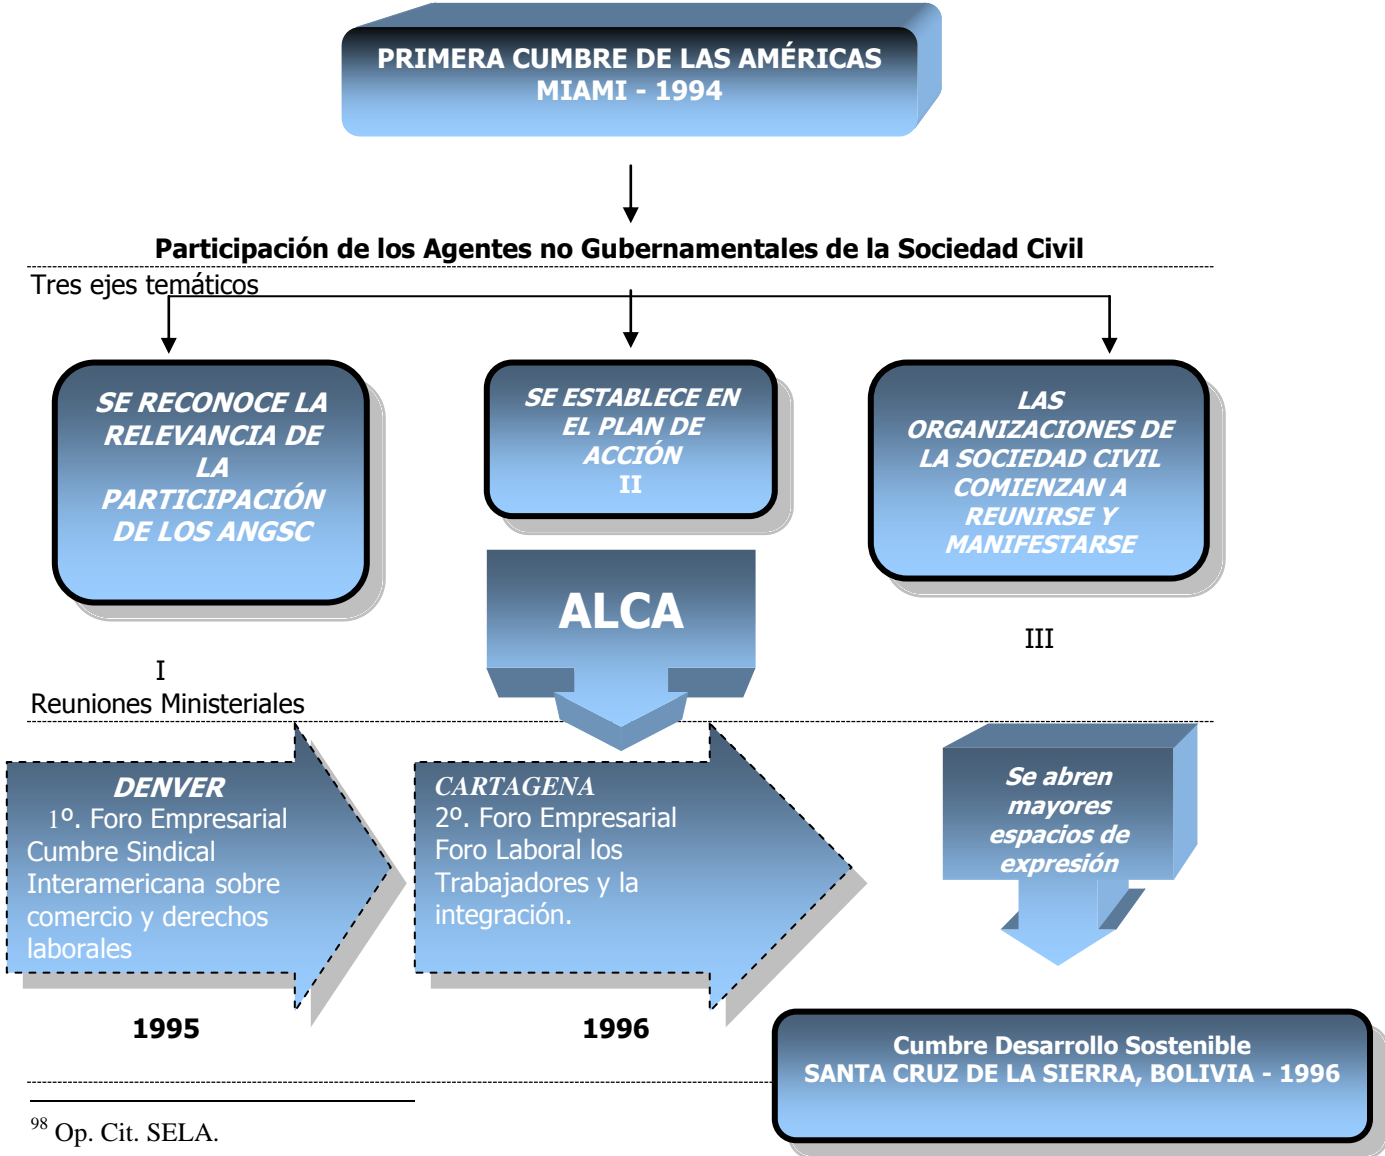 PRIMERA CUMBRE DE LAS AMÉRICAS
MIAMI - 1994
Participación de los Agentes no Gubernamentales de la Sociedad Civil
Tres ejes temáticos
SE RECONOCE LA
RELEVANCIA DE
LA
PARTICIPACIÓN
DE LOS ANGSC
I
SE ESTABLECE EN
EL PLAN DE
ACCIÓN
II
LAS
ORGANIZACIONES DE
LA SOCIEDAD CIVIL
COMIENZAN A
REUNIRSE Y
MANIFESTARSE
III
ALCA
Reuniones Ministeriales
DENVER
1º. Foro Empresarial
Cumbre Sindical
Interamericana sobre
comercio y derechos
laborales
1995
CARTAGENA
2º. Foro Empresarial
Foro Laboral los
Trabajadores y la
integración.
1996
Se abren
mayores
espacios de
expresión
Cumbre Desarrollo Sostenible
SANTA CRUZ DE LA SIERRA, BOLIVIA - 1996
98 Op. Cit. SELA.